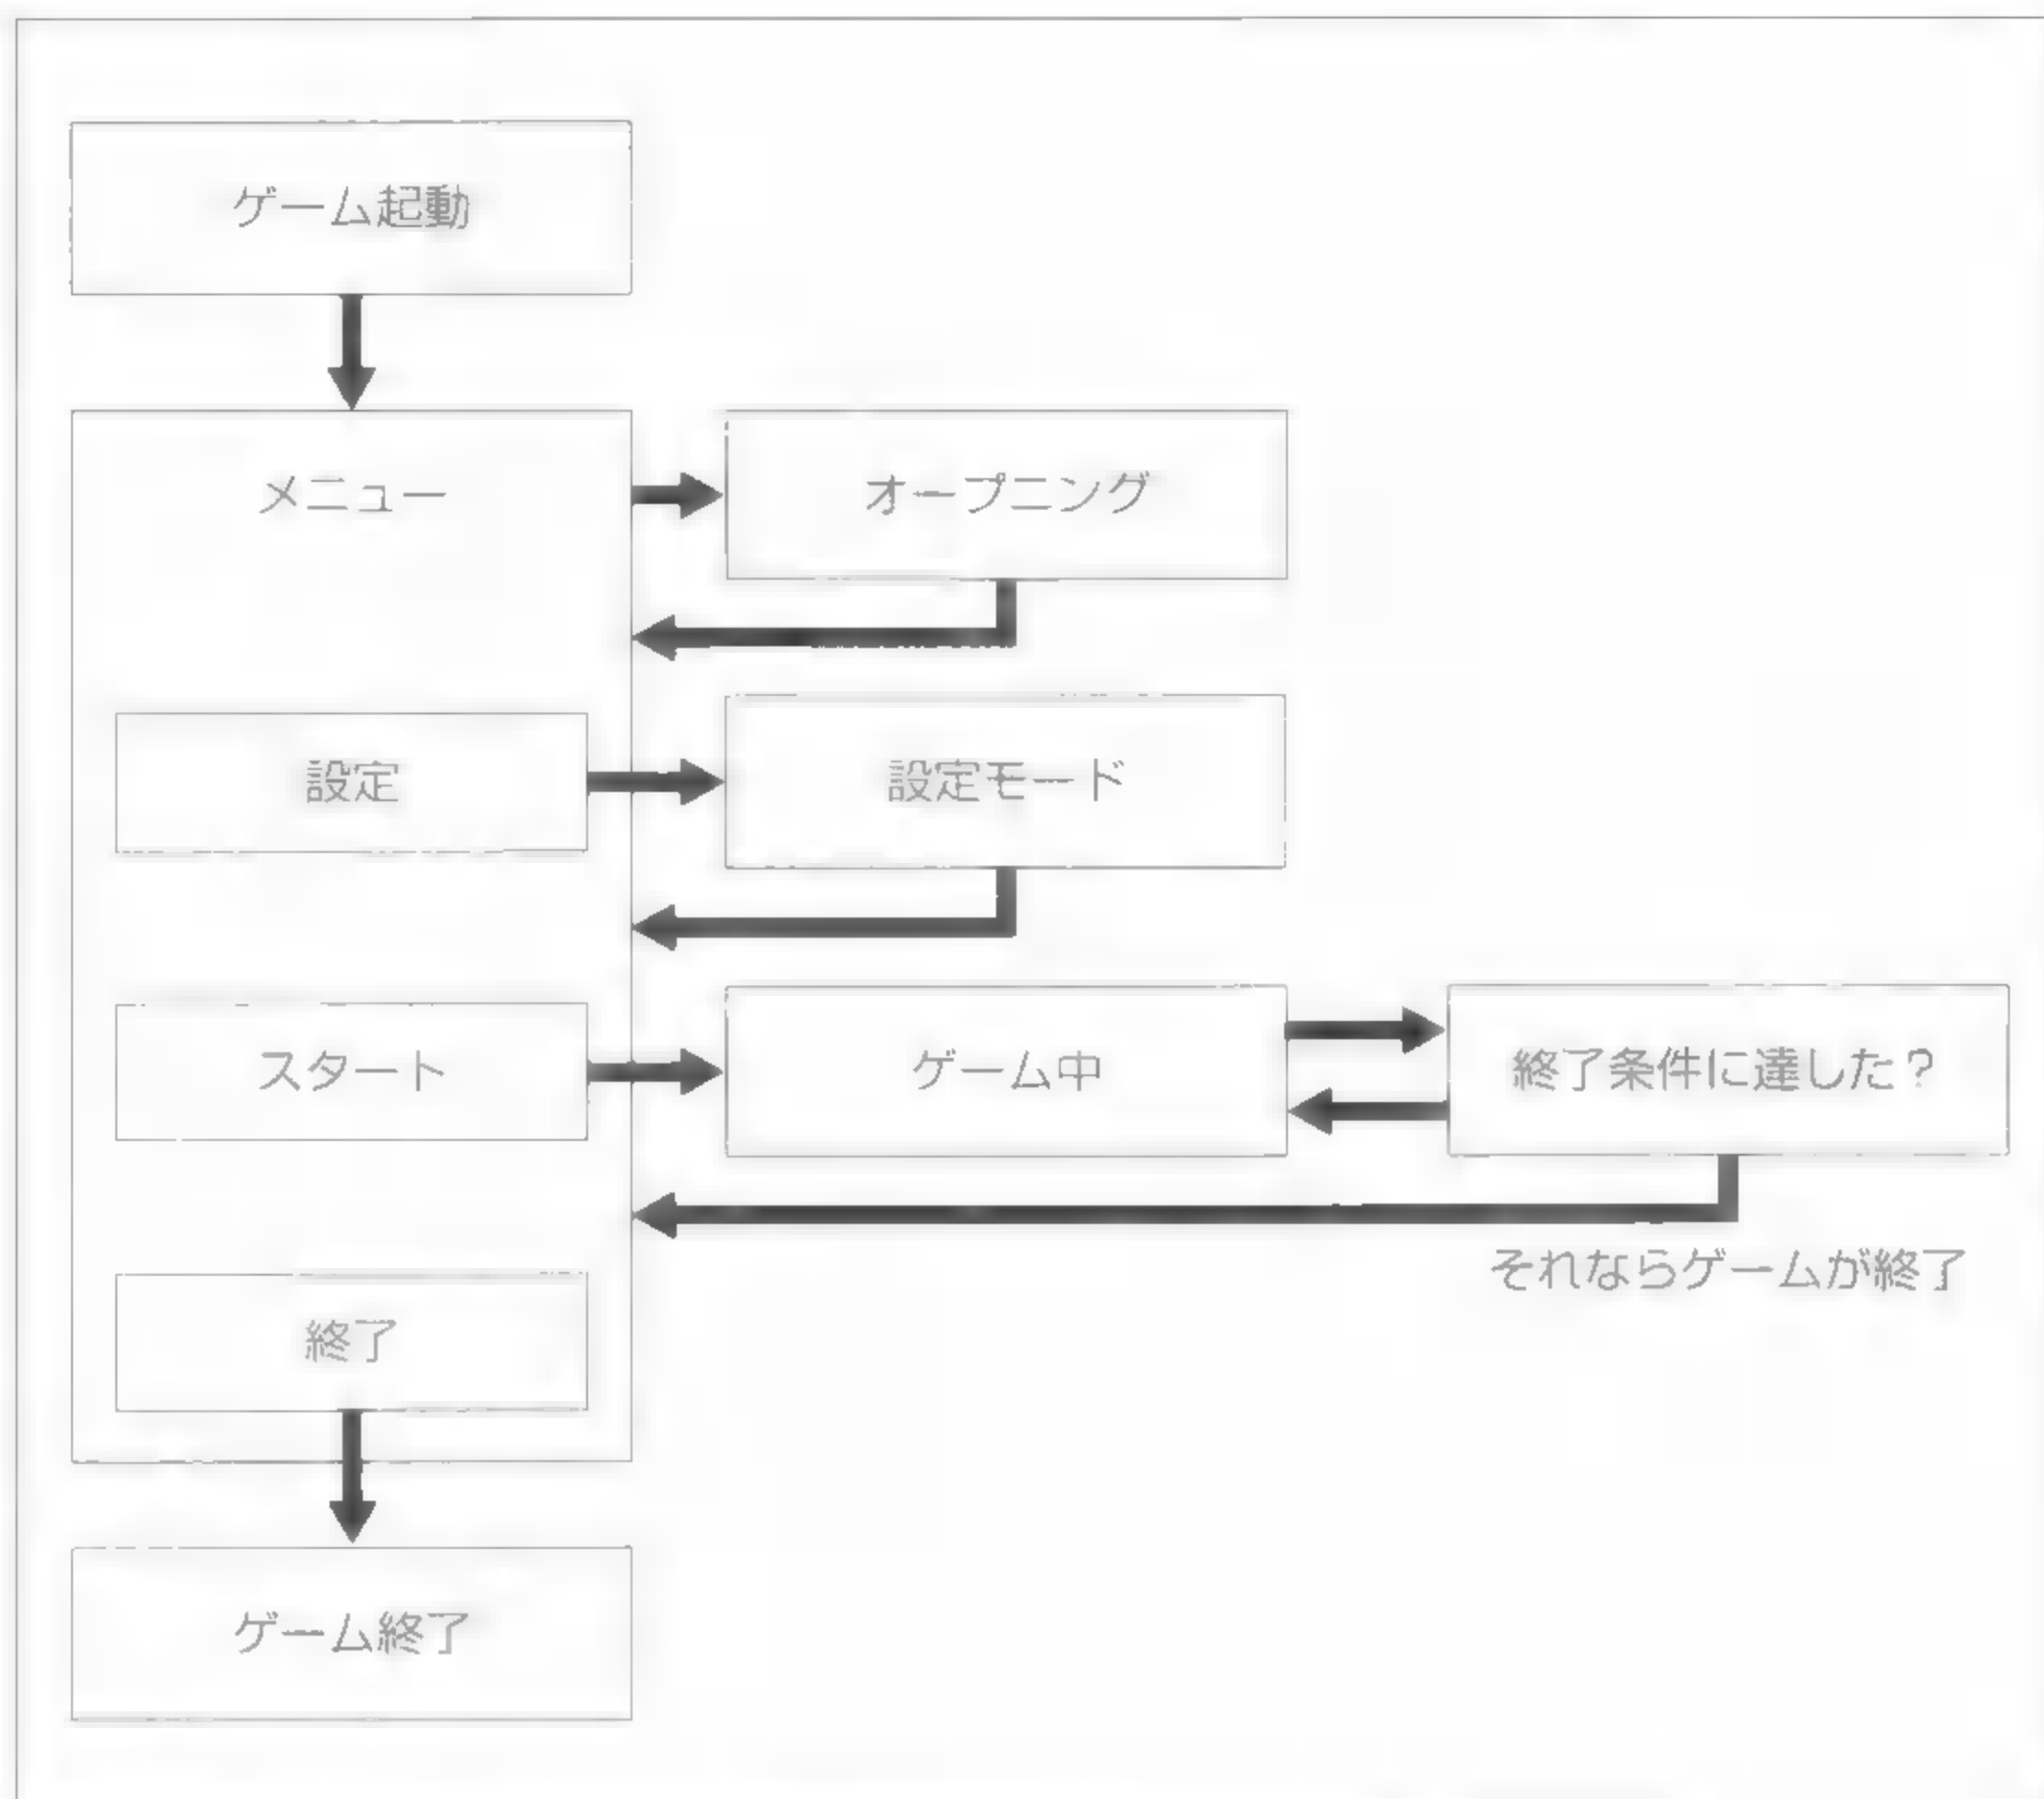 ゲーム起動
メニュー
オープニング
設定
設定モード
スタート
ゲーム中
終了条件に達した？
それならゲームが終了
終了
ゲーム終了